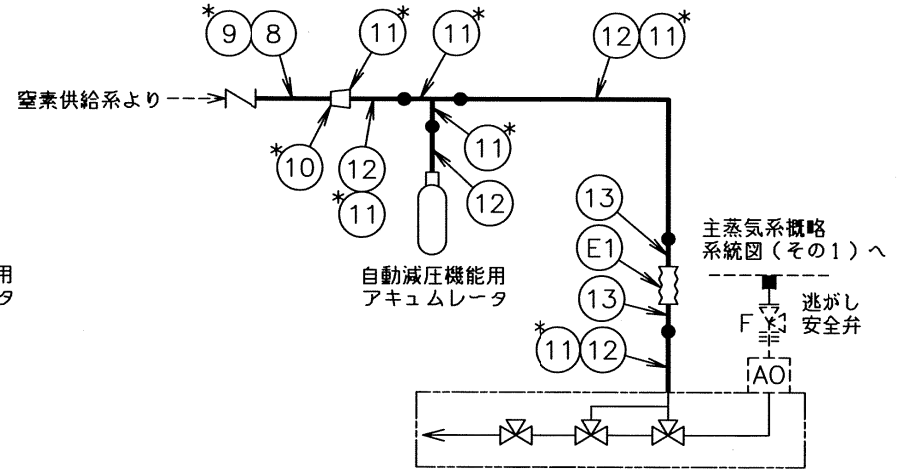 *9 8
11*
11*
12 11*
窒素供給系より
*10
12
*11
11*
12
13
E1
13
*11 12
主蒸気系概略
系統図(その1)へ
用
タ
自動減圧機能用
アキュムレータ
F
逃がし
安全弁
AO